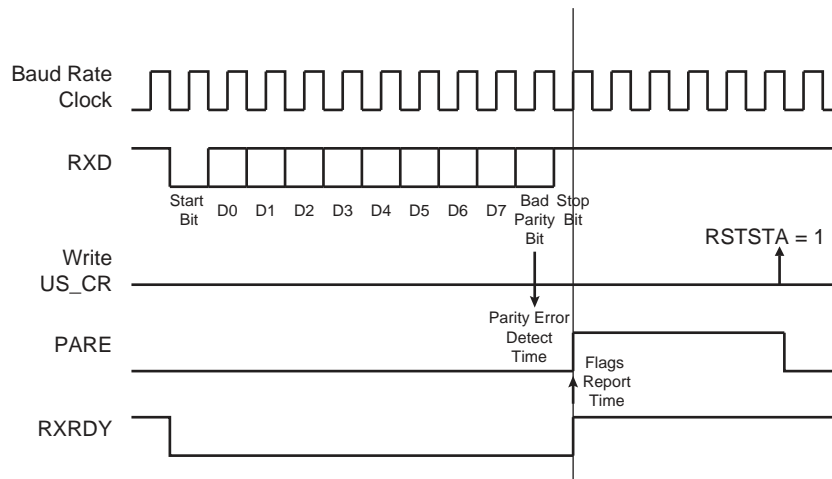 Baud Rate
Clock
RXD
Start
Bit
D0 D1 D2 D3 D4 D5 D6 D7
Bad
Parity
Bit
Stop
Bit
Write
US_CR
RSTSTA = 1
Parity Error
Detect
Time
PARE
Flags
Report
Time
RXRDY